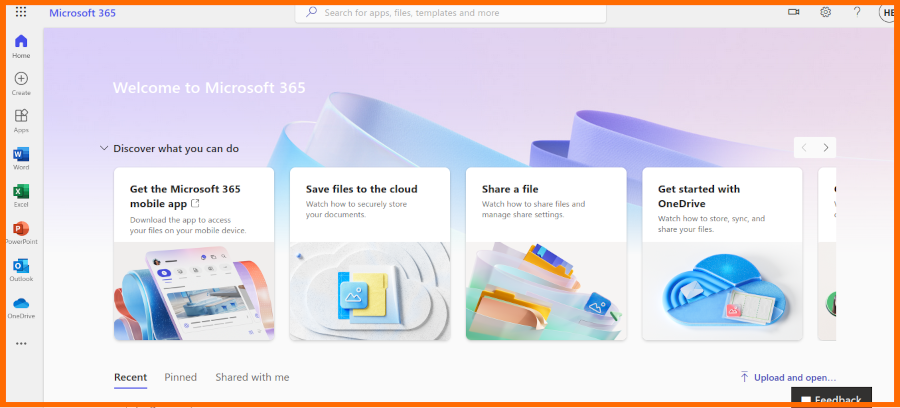 Microsoft 365
Search for apps, files, templates and more
HE
Home
Create
Apps
Word
Excel
PowerPoint
Outlook
OneDrive
Welcome to Microsoft 365
Discover what you can do
Get the Microsoft 365
mobile app
Download the app to access
your files on your mobile device.
Save files to the cloud
Watch how to securely store
your documents.
Share a file
Watch how to share files and
manage share settings.
Get started with
OneDrive
Watch how to store, sync, and
share your files.
Recent
Pinned
Shared with me
Upload and open...
Feedback